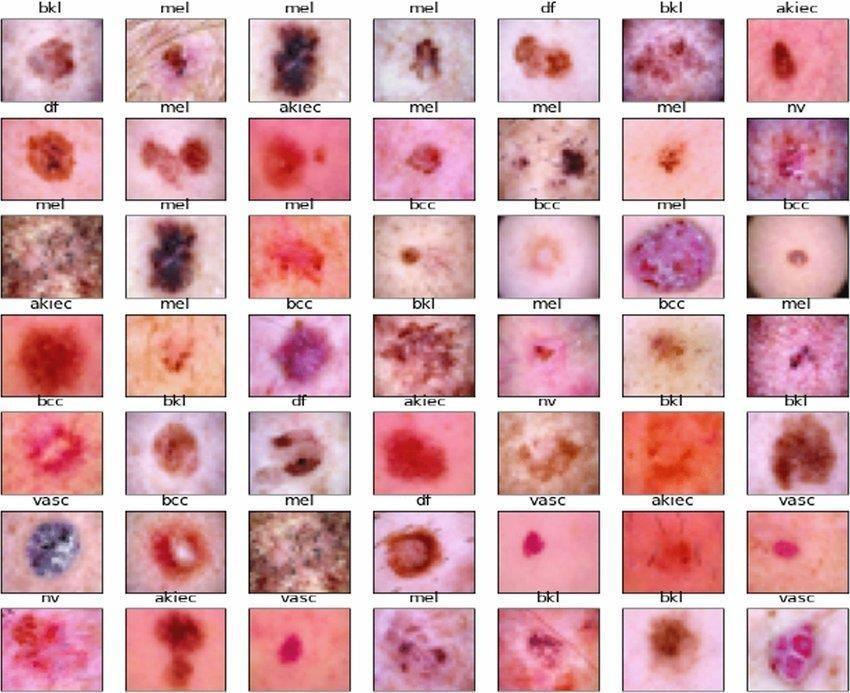 bkl mel mel mel df bkl akiec
df mel akiec mel mel mel nv
mel mel mel bcc bcc mel bcc
akiec mel bcc bkl mel bcc mel
bcc bkl df akiec nv bkl bkl
vasc bcc mel df vasc akiec vasc
nv akiec vasc mel bkl bkl vasc